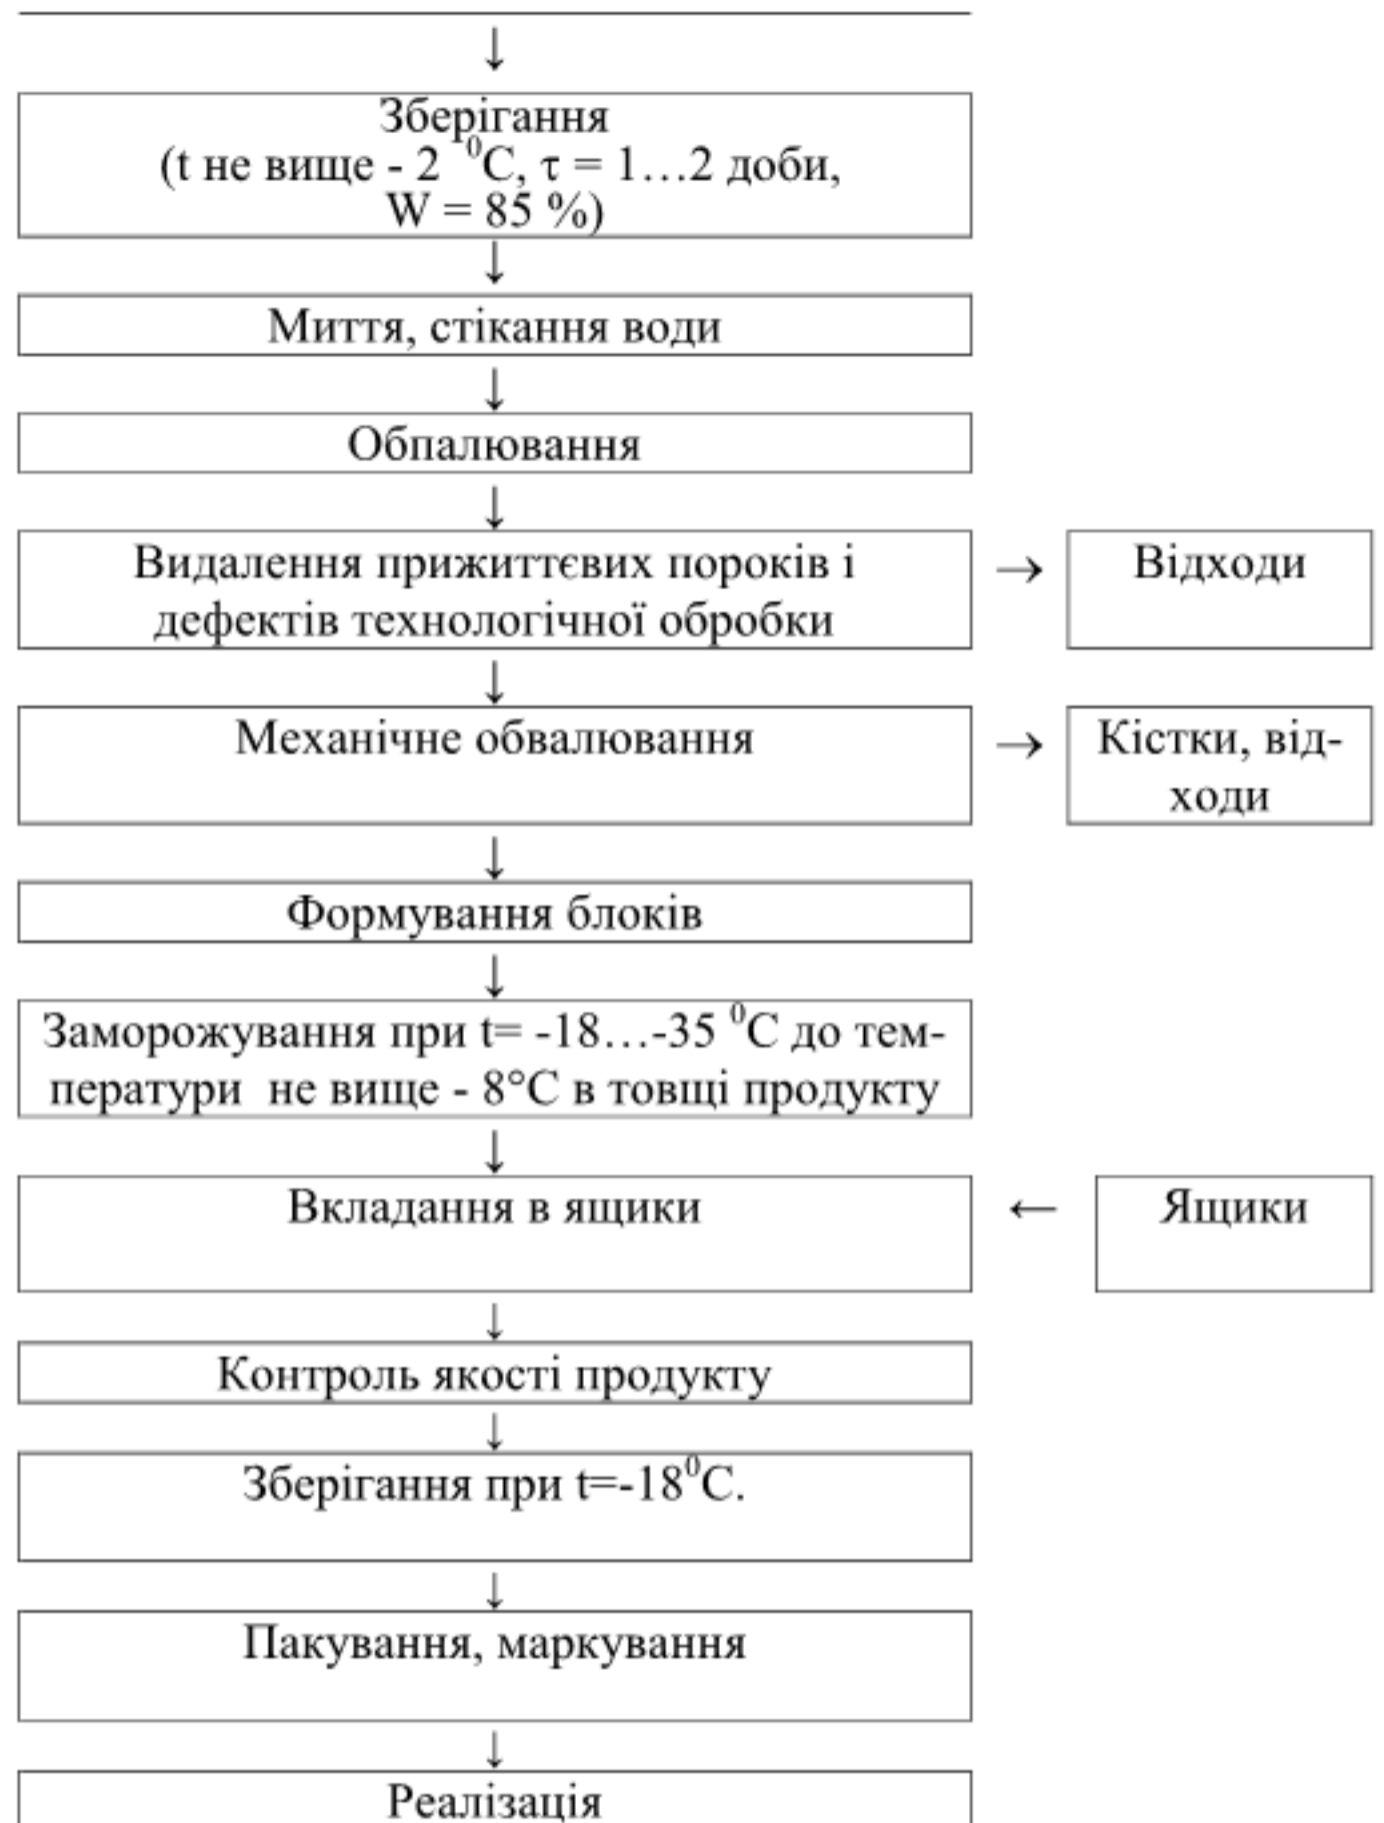 ↓
Зберігання
(t не вище - 2 ⁰C, τ = 1…2 доби,
W = 85 %)
↓
Миття, стікання води
↓
Обпалювання
↓
Видалення прижиттєвих пороків і
дефектів технологічної обробки
→
Відходи
↓
Механічне обвалювання
→
Кістки, від-
ходи
↓
Формування блоків
↓
Заморожування при t= -18…-35 ⁰C до тем-
ператури не вище - 8°C в товщі продукту
↓
Вкладання в ящики
←
Ящики
↓
Контроль якості продукту
↓
Зберігання при t=-18⁰C.
↓
Пакування, маркування
↓
Реалізація